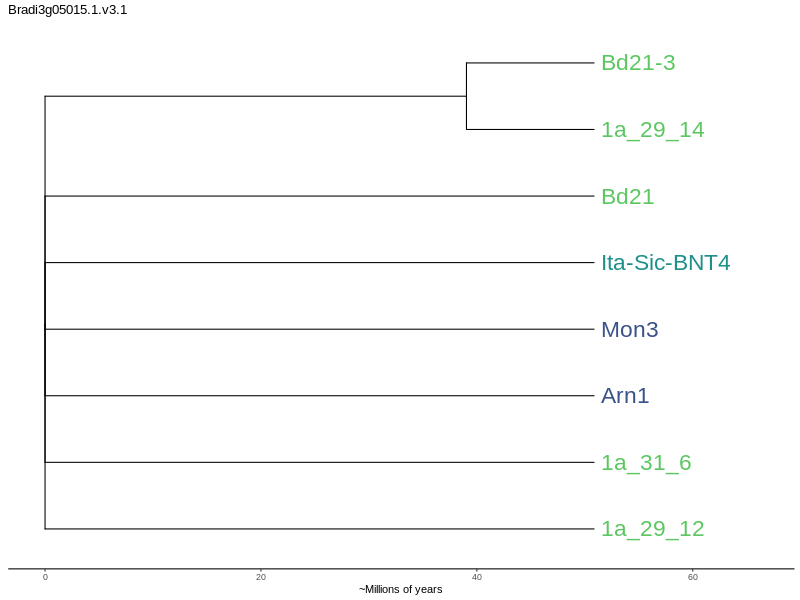 Bradi3g05015.1.v3.1
Bd21-3
1a_29_14
Bd21
Ita-Sic-BNT4
Mon3
Arn1
1a_31_6
1a_29_12
0 20 40 60
~Millions of years